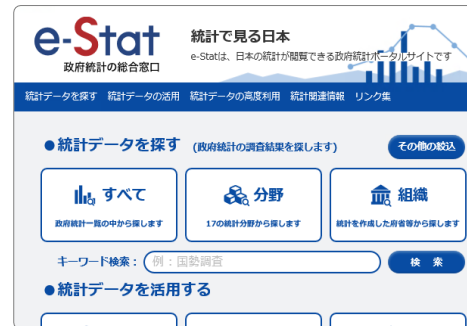 e-Stat
政府統計の総合窓口
統計で見る日本
e-Statは、日本の統計が閲覧できる政府統計ポータルサイトです
統計データを探す 統計データの活用 統計データの高度利用 統計関連情報 リンク集
●統計データを探す (政府統計の調査結果を探します) その他の絞込
すべて
政府統計一覧の中から探します
分野
17の統計分野から探します
組織
統計を作成した府省等から探します
キーワード検索： 例：国勢調査 検 索
●統計データを活用する